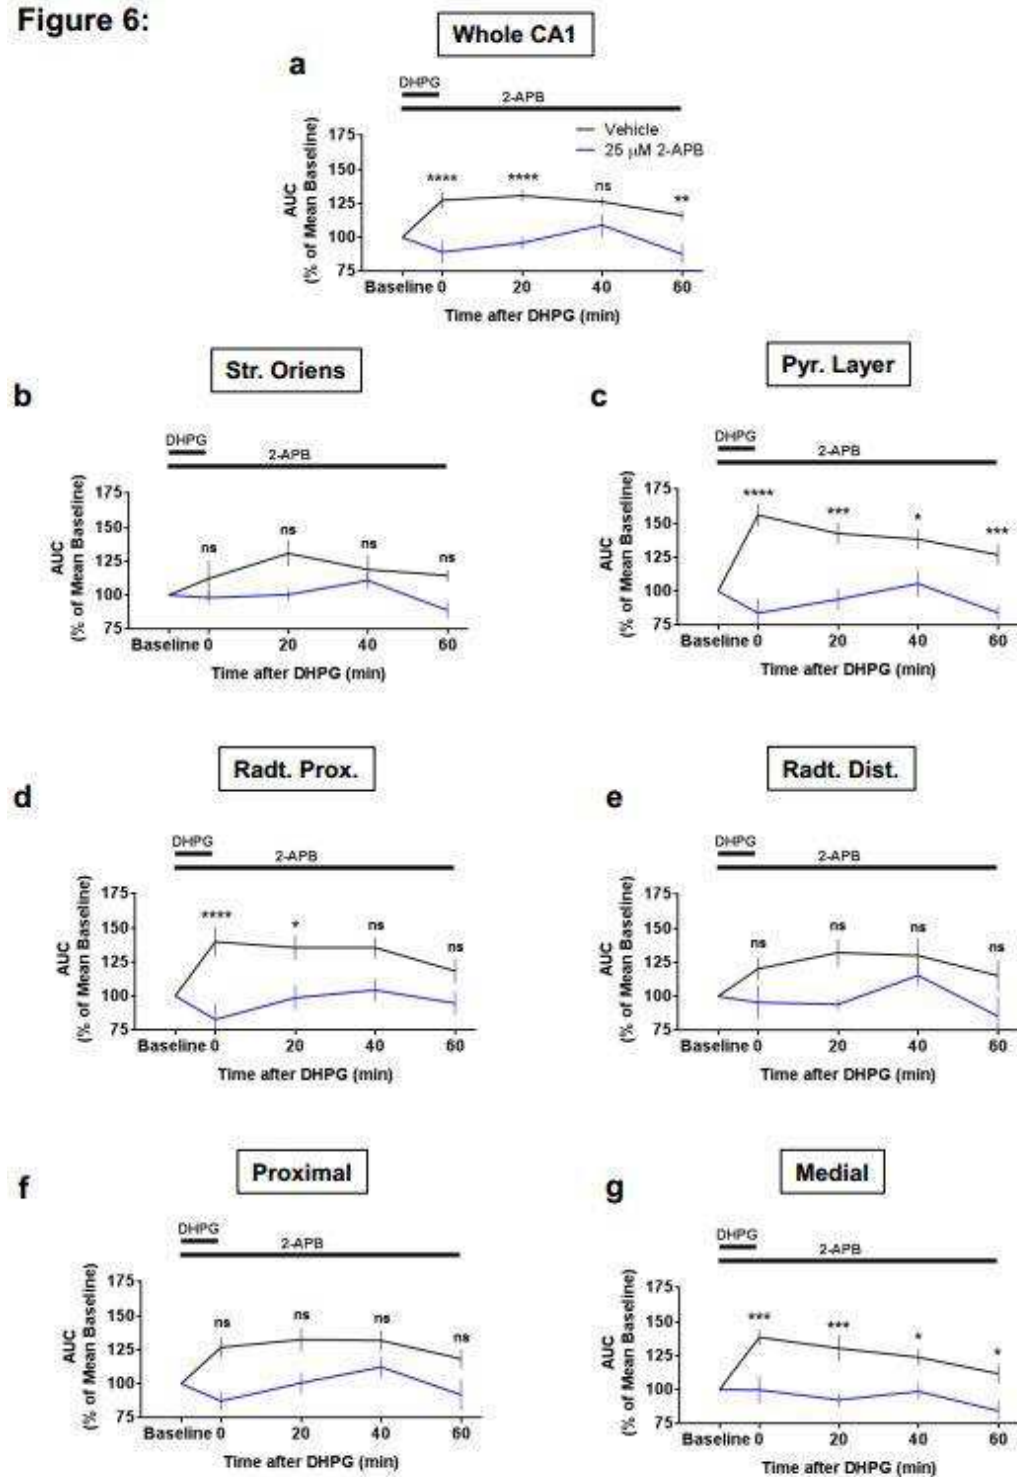 Figure 6:
Whole CA1
a
DHPG
2-APB
Vehicle
25 µM 2-APB
AUC
(% of Mean Baseline)
175
150
125
100
75
**** **** ns **
Baseline 0 20 40 60
Time after DHPG (min)
Str. Oriens
b
DHPG
2-APB
AUC
(% of Mean Baseline)
175
150
125
100
75
ns ns ns ns
Baseline 0 20 40 60
Time after DHPG (min)
Pyr. Layer
c
DHPG
2-APB
AUC
(% of Mean Baseline)
175
150
125
100
75
**** *** * ***
Baseline 0 20 40 60
Time after DHPG (min)
Radt. Prox.
d
DHPG
2-APB
AUC
(% of Mean Baseline)
175
150
125
100
75
**** * ns ns
Baseline 0 20 40 60
Time after DHPG (min)
Radt. Dist.
e
DHPG
2-APB
AUC
(% of Mean Baseline)
175
150
125
100
75
ns ns ns ns
Baseline 0 20 40 60
Time after DHPG (min)
Proximal
f
DHPG
2-APB
AUC
(% of Mean Baseline)
175
150
125
100
75
ns ns ns ns
Baseline 0 20 40 60
Time after DHPG (min)
Medial
g
DHPG
2-APB
AUC
(% of Mean Baseline)
175
150
125
100
75
*** *** * *
Baseline 0 20 40 60
Time after DHPG (min)